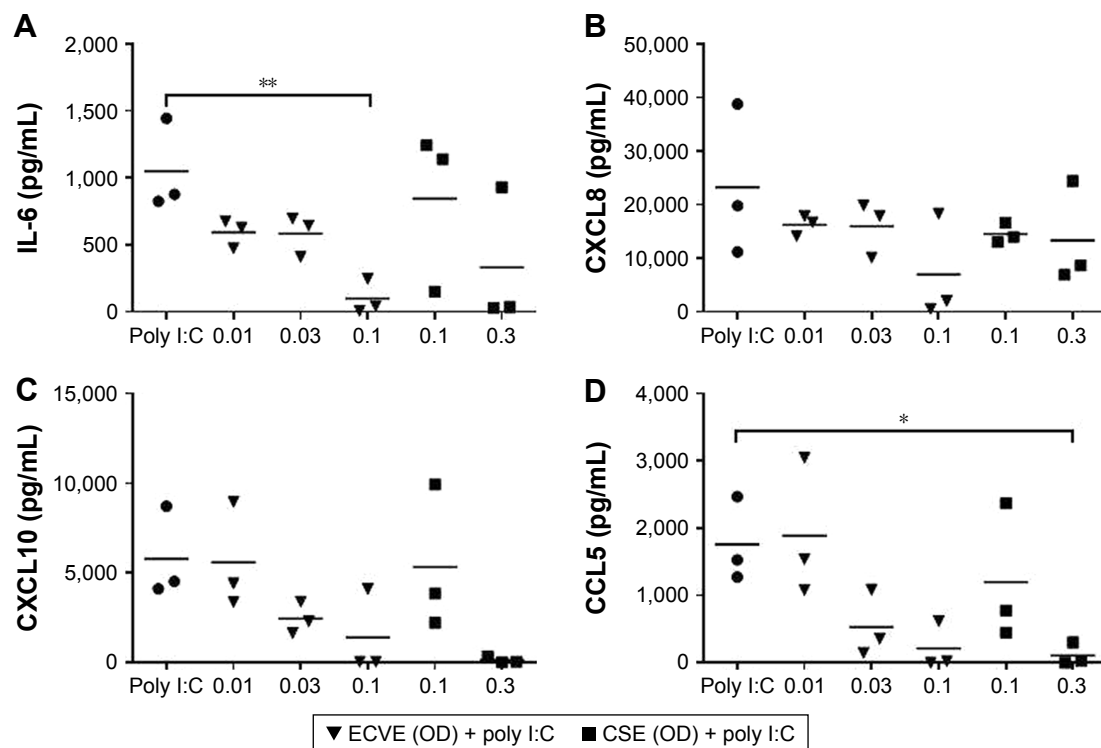 A
IL-6 (pg/mL)
2,000
1,500
1,000
500
0
**
Poly I:C 0.01 0.03 0.1 0.1 0.3
B
CXCL8 (pg/mL)
50,000
40,000
30,000
20,000
10,000
0
Poly I:C 0.01 0.03 0.1 0.1 0.3
C
CXCL10 (pg/mL)
15,000
10,000
5,000
0
Poly I:C 0.01 0.03 0.1 0.1 0.3
D
CCL5 (pg/mL)
4,000
3,000
2,000
1,000
0
*
Poly I:C 0.01 0.03 0.1 0.1 0.3
▼ ECVE (OD) + poly I:C ■ CSE (OD) + poly I:C